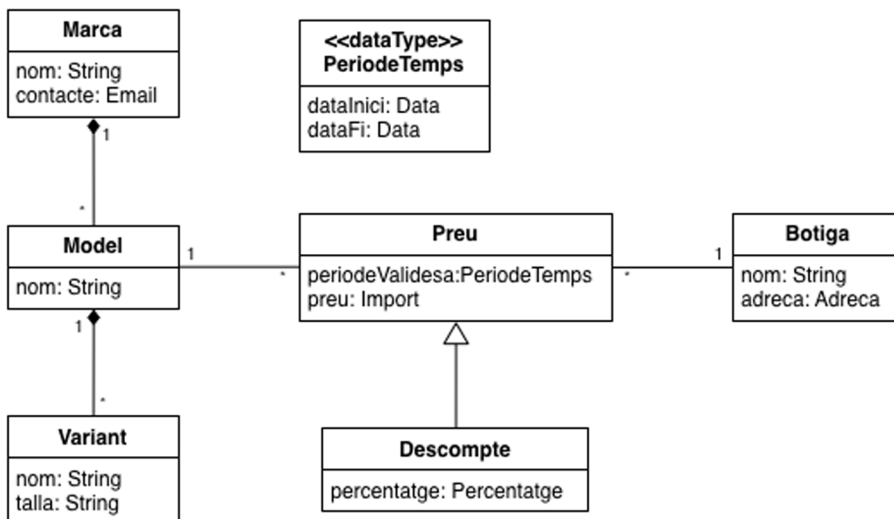 Marca
nom: String
contacte: Email
<<dataType>>
PeriodeTemps
dataInici: Data
dataFi: Data
1
*
Model
nom: String
1
*
Preu
periodeValidesa:PeriodeTemps
preu: Import
*
1
Botiga
nom: String
adreca: Adreca
1
*
Variant
nom: String
talla: String
Descompte
percentatge: Percentatge